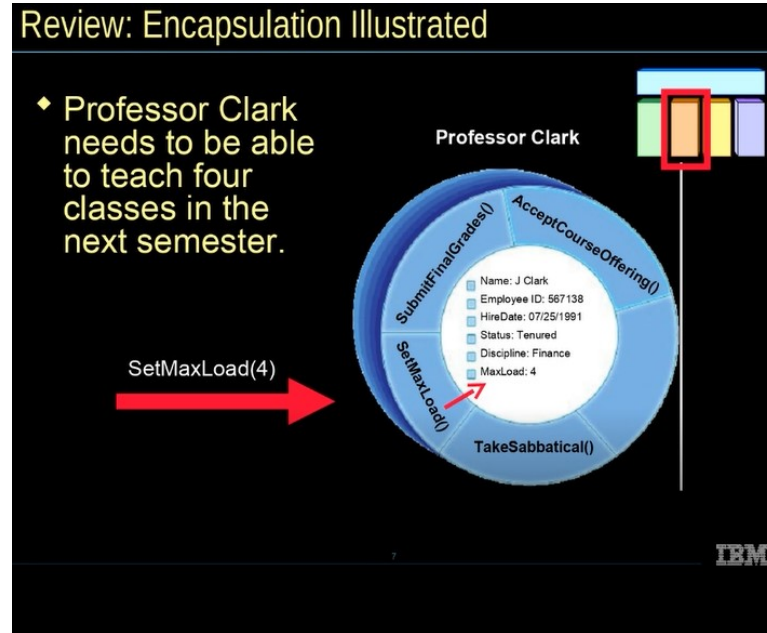 Review: Encapsulation Illustrated
Professor Clark
needs to be able
to teach four
classes in the
next semester.
Professor Clark
SubmitFinalGrades()
AcceptCourseOffering()
Name: J Clark
Employee ID: 567138
HireDate: 07/25/1991
Status: Tenured
Discipline: Finance
MaxLoad: 4
SetMaxLoad(4)
SetMaxLoad()
TakeSabbatical()
7
IBM